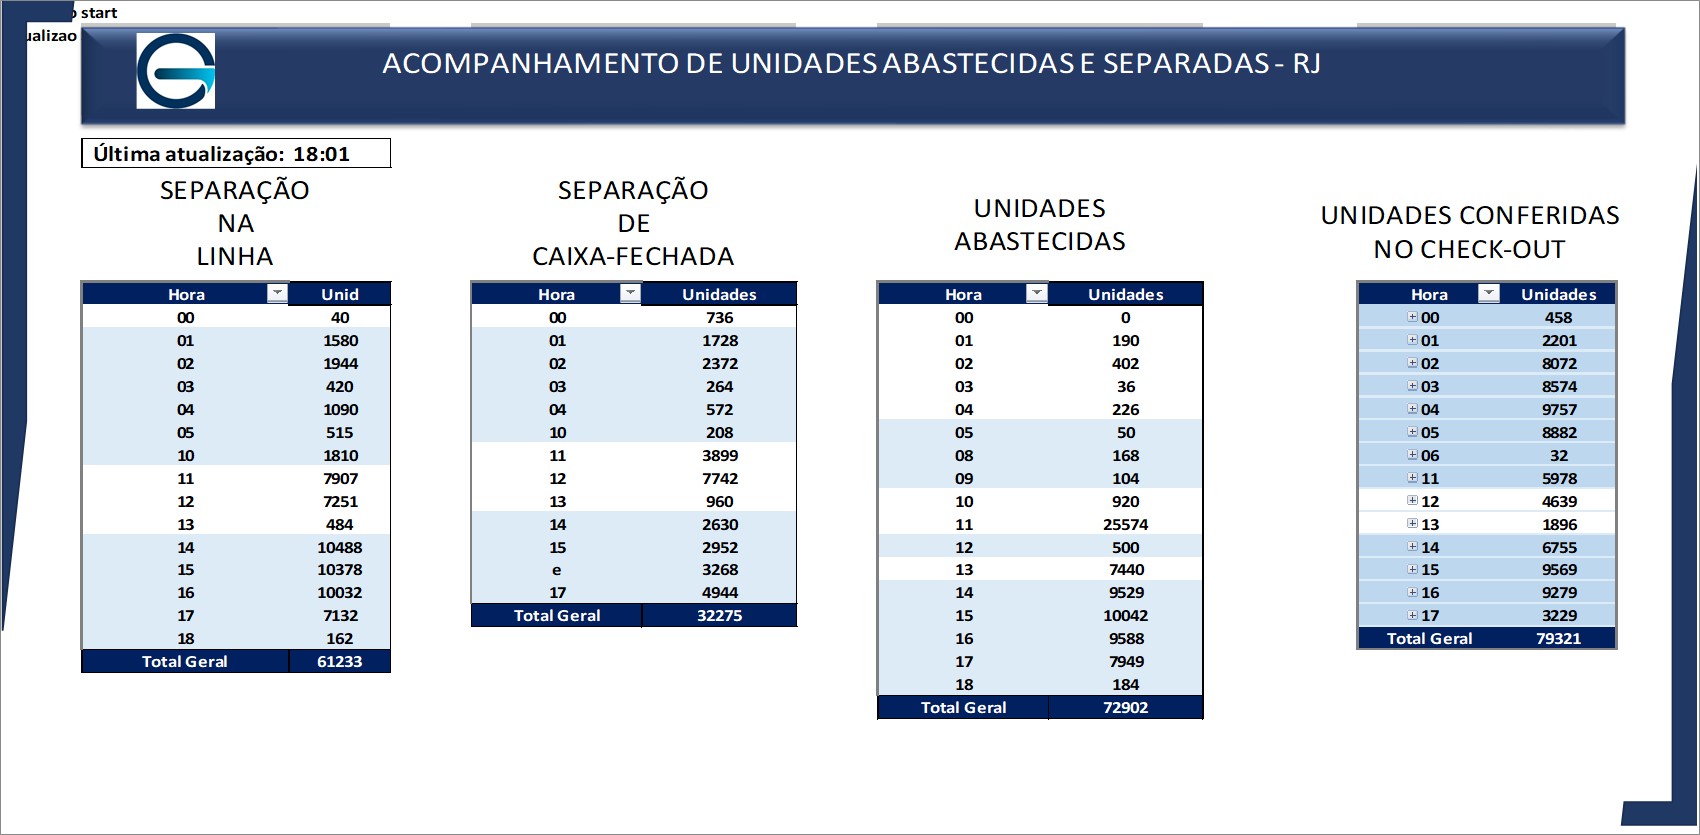 start
ualizao
ACOMPANHAMENTO DE UNIDADES ABASTECIDAS E SEPARADAS - RJ
Última atualização: 18:01
SEPARAÇÃO
NA
LINHA
Hora Unid
00 40
01 1580
02 1944
03 420
04 1090
05 515
10 1810
11 7907
12 7251
13 484
14 10488
15 10378
16 10032
17 7132
18 162
Total Geral 61233
SEPARAÇÃO
DE
CAIXA-FECHADA
Hora Unidades
00 736
01 1728
02 2372
03 264
04 572
10 208
11 3899
12 7742
13 960
14 2630
15 2952
e 3268
17 4944
Total Geral 32275
UNIDADES
ABASTECIDAS
Hora Unidades
00 0
01 190
02 402
03 36
04 226
05 50
08 168
09 104
10 920
11 25574
12 500
13 7440
14 9529
15 10042
16 9588
17 7949
18 184
Total Geral 72902
UNIDADES CONFERIDAS
NO CHECK-OUT
Hora Unidades
00 458
01 2201
02 8072
03 8574
04 9757
05 8882
06 32
11 5978
12 4639
13 1896
14 6755
15 9569
16 9279
17 3229
Total Geral 79321